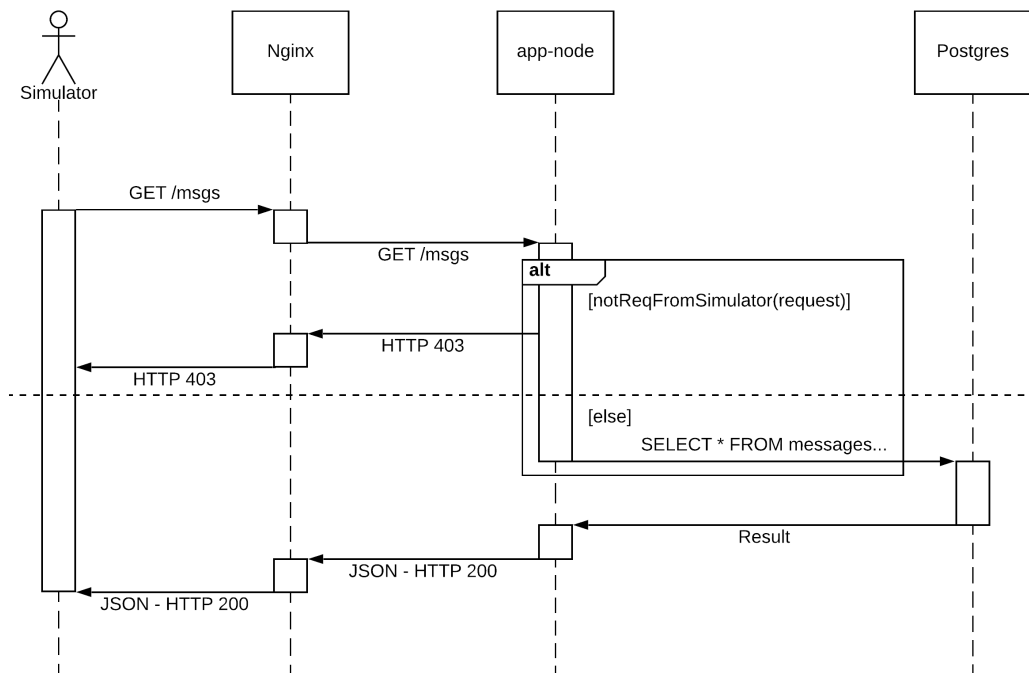 Simulator
Nginx
app-node
Postgres
GET /msgs
GET /msgs
alt
[notReqFromSimulator(request)]
HTTP 403
HTTP 403
[else]
SELECT * FROM messages...
Result
JSON - HTTP 200
JSON - HTTP 200